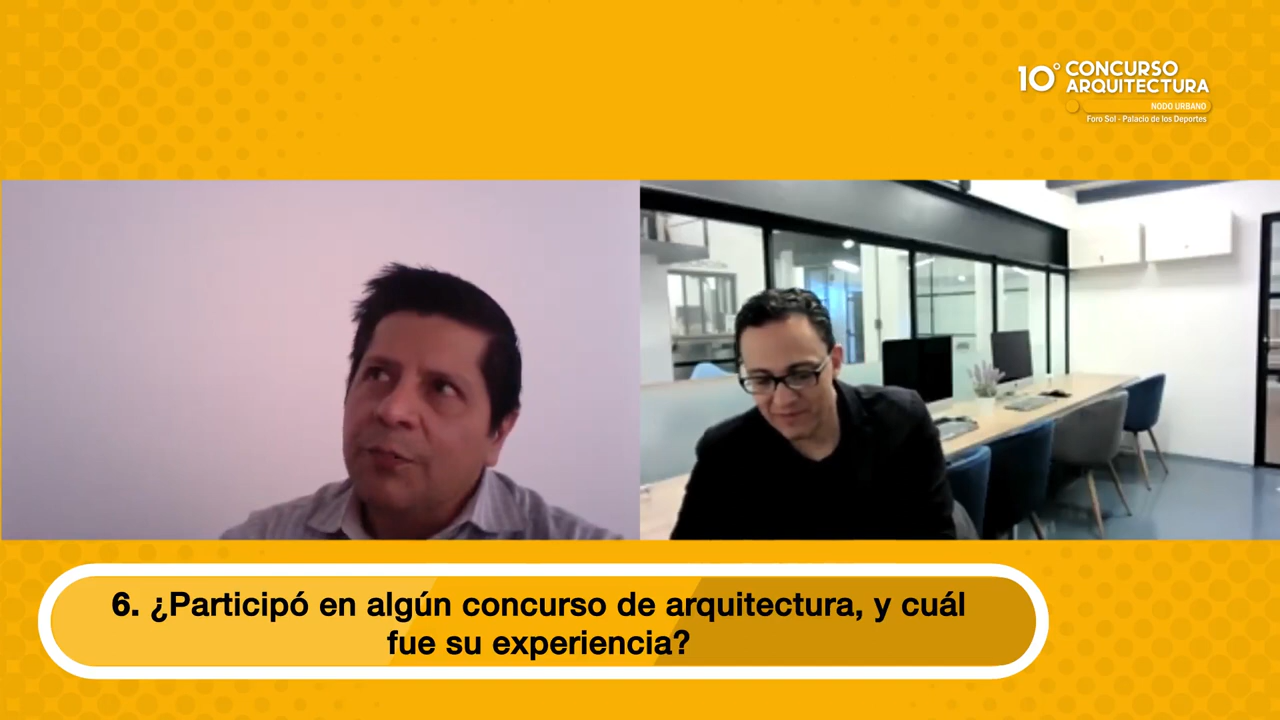 10° CONCURSO
ARQUITECTURA
NODO URBANO
Foro Sol - Palacio de los Deportes
6. ¿Participó en algún concurso de arquitectura, y cuál
fue su experiencia?